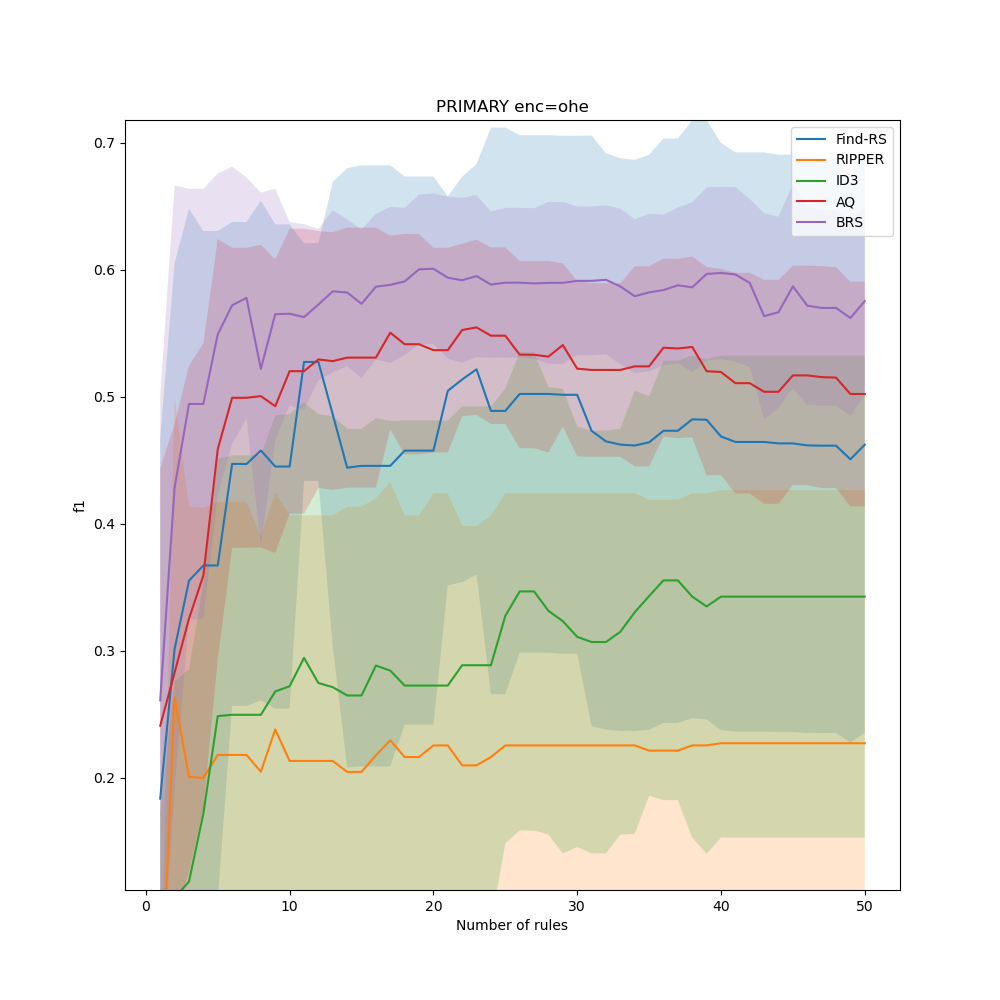 PRIMARY enc=ohe
Find-RS
RIPPER
ID3
AQ
BRS
0.7
0.6
0.5
0.4
0.3
0.2
f1
0 10 20 30 40 50
Number of rules